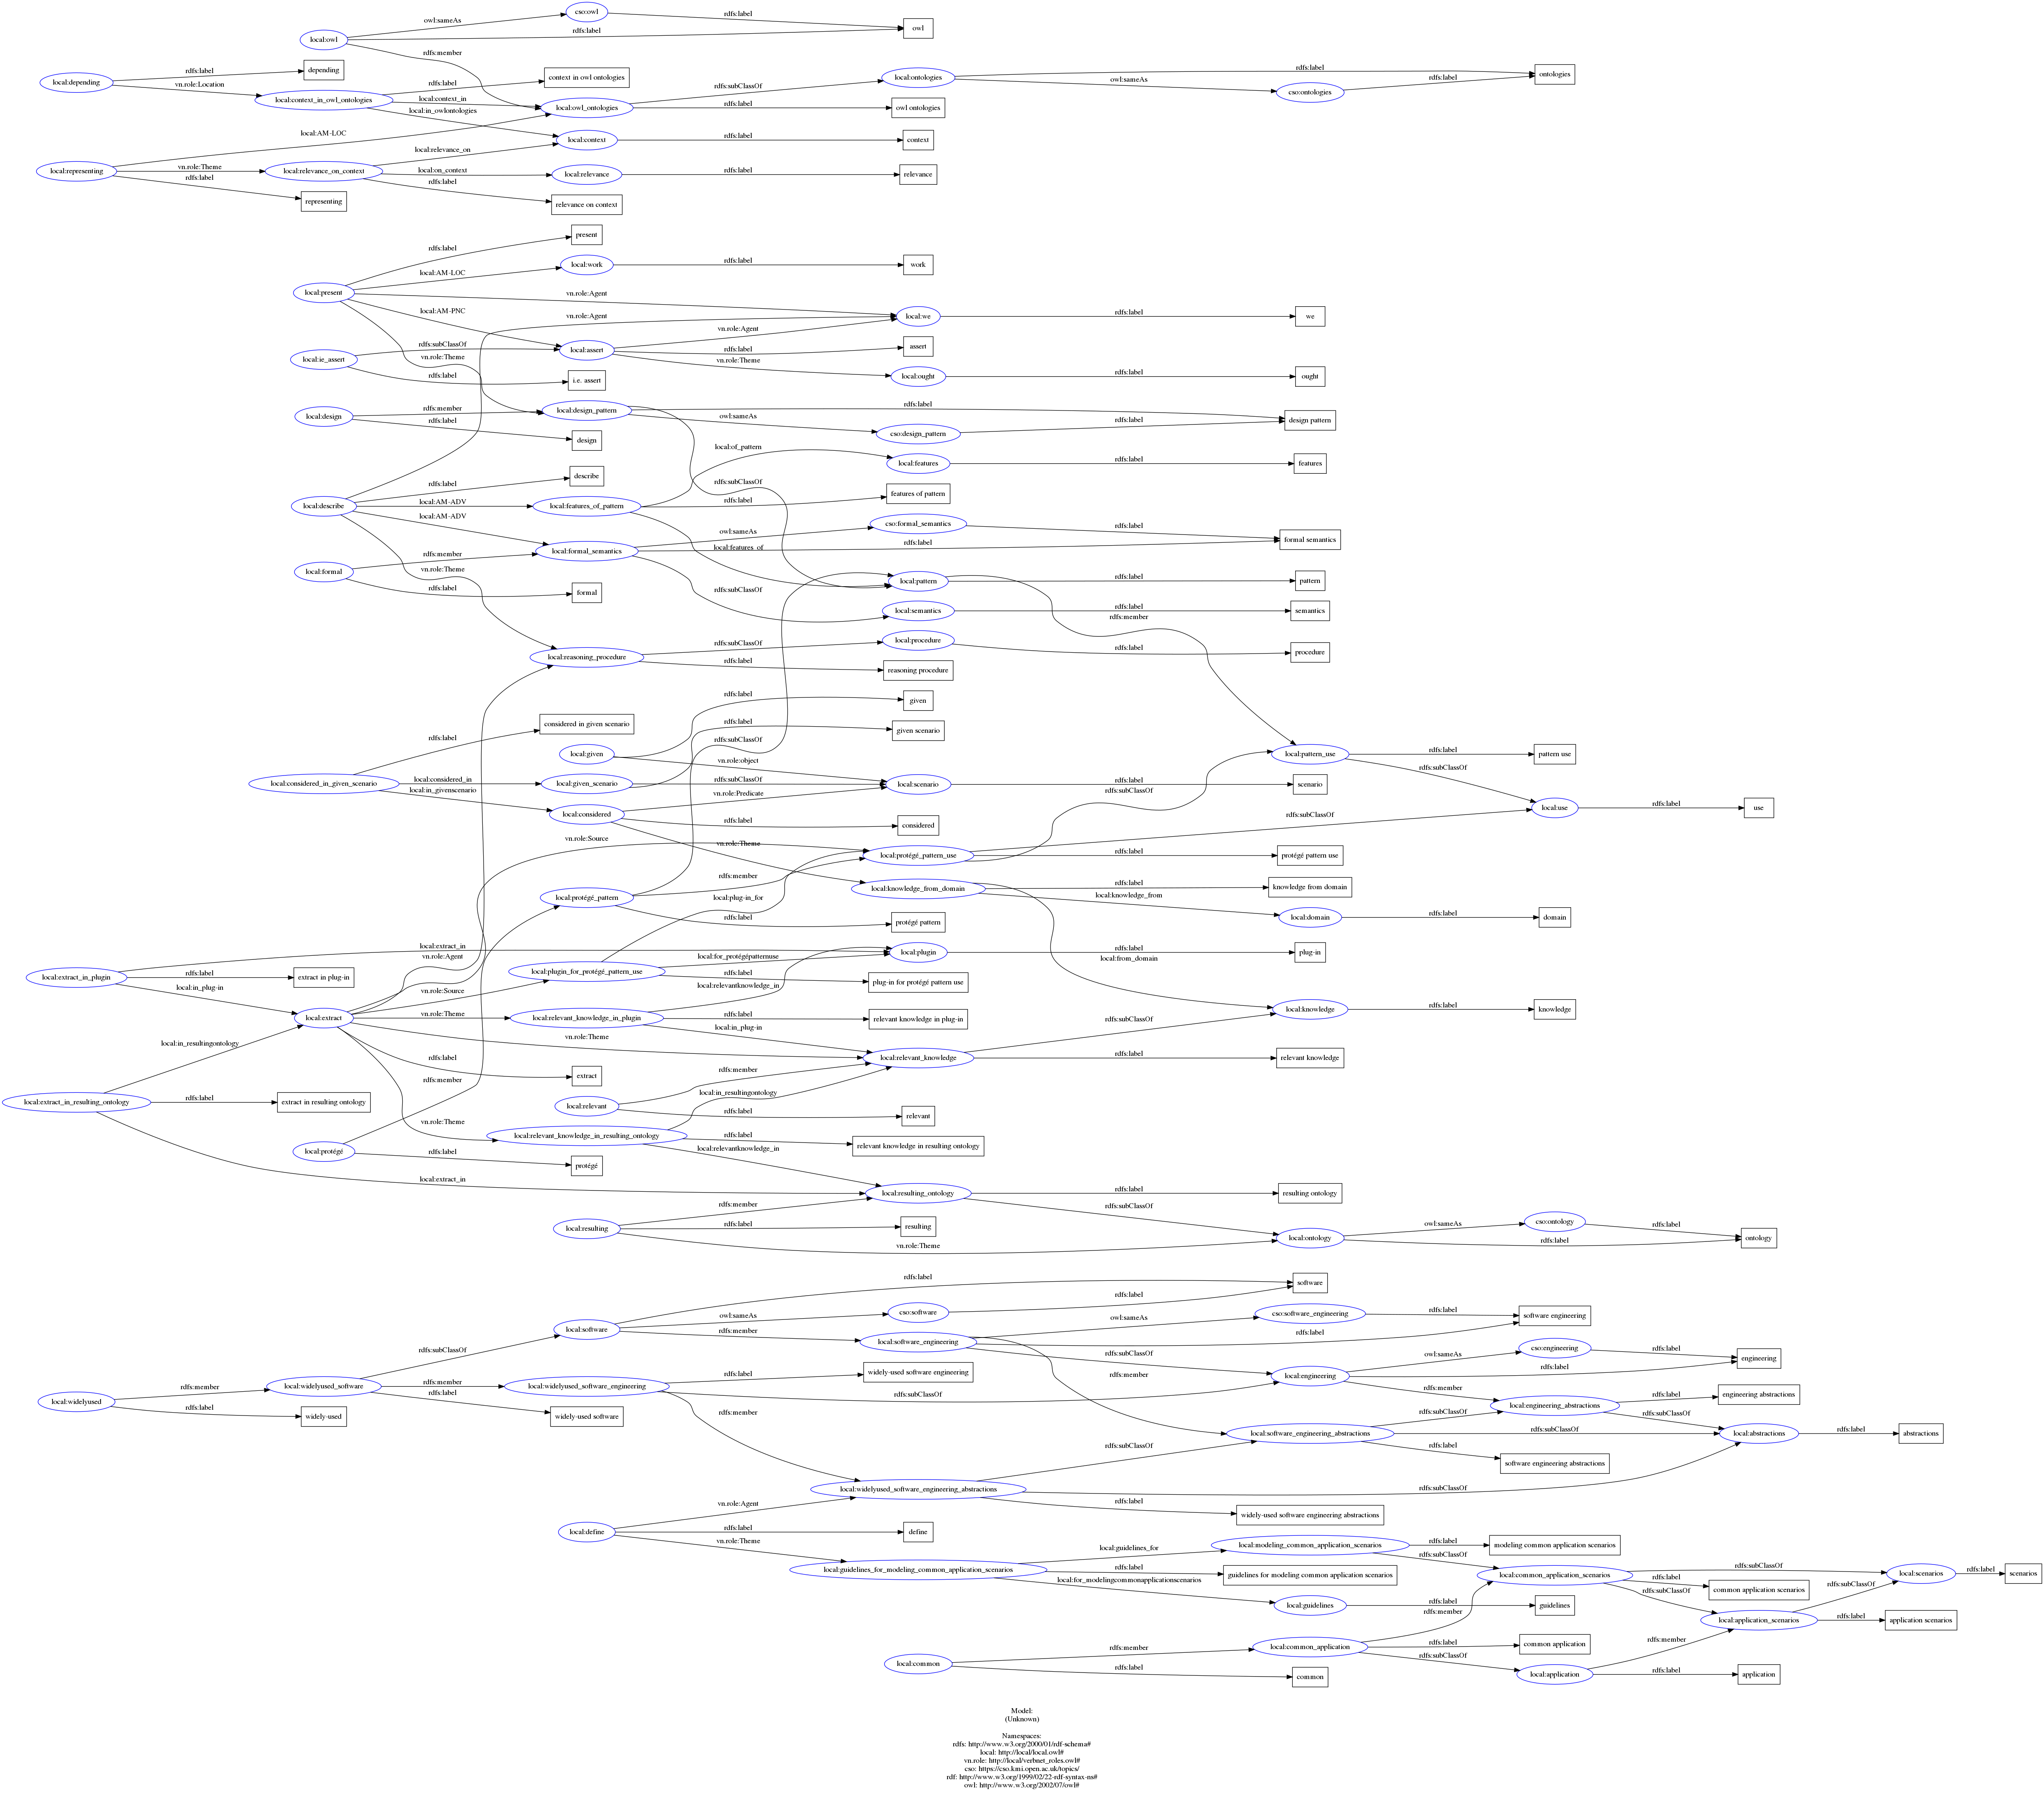 cso:owl
owl:sameAs
rdfs:label
owl
local:owl
rdfs:label
rdfs:member
rdfs:label
depending
local:depending
vn.role:Location
local:context_in_owl_ontologies
rdfs:label
context in owl ontologies
local:context_in
local:in_owlontologies
local:owl_ontologies
rdfs:subClassOf
local:ontologies
rdfs:label
ontologies
owl:sameAs
cso:ontologies
rdfs:label
rdfs:label
owl ontologies
local:AM-LOC
local:context
rdfs:label
context
local:representing
vn.role:Theme
local:relevance_on_context
local:relevance_on
local:on_context
local:relevance
rdfs:label
relevance
rdfs:label
representing
rdfs:label
relevance on context
rdfs:label
present
local:AM-LOC
local:work
rdfs:label
work
local:present
vn.role:Agent
local:AM-PNC
vn.role:Agent
local:we
rdfs:label
we
vn.role:Agent
local:ie_assert
rdfs:subClassOf
local:assert
rdfs:label
assert
vn.role:Theme
vn.role:Theme
local:ought
rdfs:label
ought
rdfs:label
i.e. assert
local:design
rdfs:member
local:design_pattern
rdfs:label
design pattern
owl:sameAs
cso:design_pattern
rdfs:label
rdfs:label
design
local:of_pattern
local:features
rdfs:label
features
rdfs:label
describe
rdfs:subClassOf
local:describe
local:AM-ADV
local:features_of_pattern
rdfs:label
features of pattern
local:AM-ADV
owl:sameAs
cso:formal_semantics
rdfs:label
formal semantics
local:formal_semantics
rdfs:label
local:features_of
local:formal
rdfs:member
vn.role:Theme
rdfs:label
formal
rdfs:subClassOf
local:pattern
rdfs:label
pattern
local:semantics
rdfs:label
semantics
rdfs:member
local:reasoning_procedure
rdfs:subClassOf
local:procedure
rdfs:label
procedure
rdfs:label
reasoning procedure
rdfs:label
given
rdfs:label
considered in given scenario
rdfs:label
given scenario
rdfs:subClassOf
local:given
vn.role:object
local:pattern_use
rdfs:label
pattern use
rdfs:subClassOf
local:considered_in_given_scenario
local:considered_in
local:given_scenario
rdfs:subClassOf
local:scenario
rdfs:label
scenario
rdfs:subClassOf
local:in_givenscenario
local:considered
vn.role:Predicate
rdfs:label
considered
local:use
rdfs:label
use
rdfs:subClassOf
vn.role:Source
vn.role:Theme
local:protégé_pattern_use
rdfs:label
protégé pattern use
local:protégé_pattern
rdfs:member
local:plug-in_for
local:knowledge_from_domain
rdfs:label
knowledge from domain
local:knowledge_from
local:domain
rdfs:label
domain
rdfs:label
protégé pattern
local:extract_in
local:plugin
rdfs:label
plug-in
local:from_domain
vn.role:Agent
local:extract_in_plugin
rdfs:label
extract in plug-in
local:in_plug-in
local:plugin_for_protégé_pattern_use
local:for_protégépatternuse
rdfs:label
plug-in for protégé pattern use
local:relevantknowledge_in
vn.role:Source
local:extract
vn.role:Theme
local:relevant_knowledge_in_plugin
rdfs:label
relevant knowledge in plug-in
local:in_plug-in
local:knowledge
rdfs:label
knowledge
rdfs:subClassOf
vn.role:Theme
local:relevant_knowledge
rdfs:label
relevant knowledge
local:in_resultingontology
rdfs:label
extract
rdfs:member
rdfs:member
local:in_resultingontology
local:extract_in_resulting_ontology
rdfs:label
extract in resulting ontology
local:relevant
rdfs:label
relevant
vn.role:Theme
local:relevant_knowledge_in_resulting_ontology
rdfs:label
relevant knowledge in resulting ontology
local:relevantknowledge_in
local:protégé
rdfs:label
protégé
local:extract_in
local:resulting_ontology
rdfs:label
resulting ontology
rdfs:subClassOf
rdfs:member
local:resulting
rdfs:label
resulting
vn.role:Theme
local:ontology
owl:sameAs
cso:ontology
rdfs:label
rdfs:label
ontology
rdfs:label
software
local:software
owl:sameAs
cso:software
rdfs:label
rdfs:member
local:software_engineering
owl:sameAs
cso:software_engineering
rdfs:label
software engineering
rdfs:label
rdfs:subClassOf
rdfs:subClassOf
rdfs:member
local:engineering
owl:sameAs
cso:engineering
rdfs:label
engineering
rdfs:label
local:widelyused
rdfs:member
local:widelyused_software
rdfs:member
local:widelyused_software_engineering
rdfs:label
widely-used software engineering
rdfs:subClassOf
rdfs:label
widely-used
rdfs:label
widely-used software
rdfs:member
rdfs:member
local:engineering_abstractions
rdfs:label
engineering abstractions
rdfs:subClassOf
local:software_engineering_abstractions
rdfs:subClassOf
rdfs:subClassOf
local:abstractions
rdfs:label
abstractions
rdfs:label
software engineering abstractions
rdfs:subClassOf
local:widelyused_software_engineering_abstractions
rdfs:subClassOf
rdfs:label
widely-used software engineering abstractions
vn.role:Agent
local:define
rdfs:label
define
vn.role:Theme
local:guidelines_for_modeling_common_application_scenarios
local:guidelines_for
local:modeling_common_application_scenarios
rdfs:label
modeling common application scenarios
rdfs:subClassOf
rdfs:label
guidelines for modeling common application scenarios
local:for_modelingcommonapplicationscenarios
local:common_application_scenarios
rdfs:subClassOf
local:scenarios
rdfs:label
scenarios
rdfs:label
common application scenarios
rdfs:subClassOf
rdfs:subClassOf
local:guidelines
rdfs:label
guidelines
rdfs:member
local:application_scenarios
rdfs:label
application scenarios
local:common
rdfs:member
local:common_application
rdfs:label
common application
rdfs:subClassOf
rdfs:member
rdfs:label
common
local:application
rdfs:label
application
Model:
(Unknown)
Namespaces:
rdfs: http://www.w3.org/2000/01/rdf-schema#
local: http://local/local.owl#
vn.role: http://local/verbnet_roles.owl#
cso: https://cso.kmi.open.ac.uk/topics/
rdf: http://www.w3.org/1999/02/22-rdf-syntax-ns#
owl: http://www.w3.org/2002/07/owl#